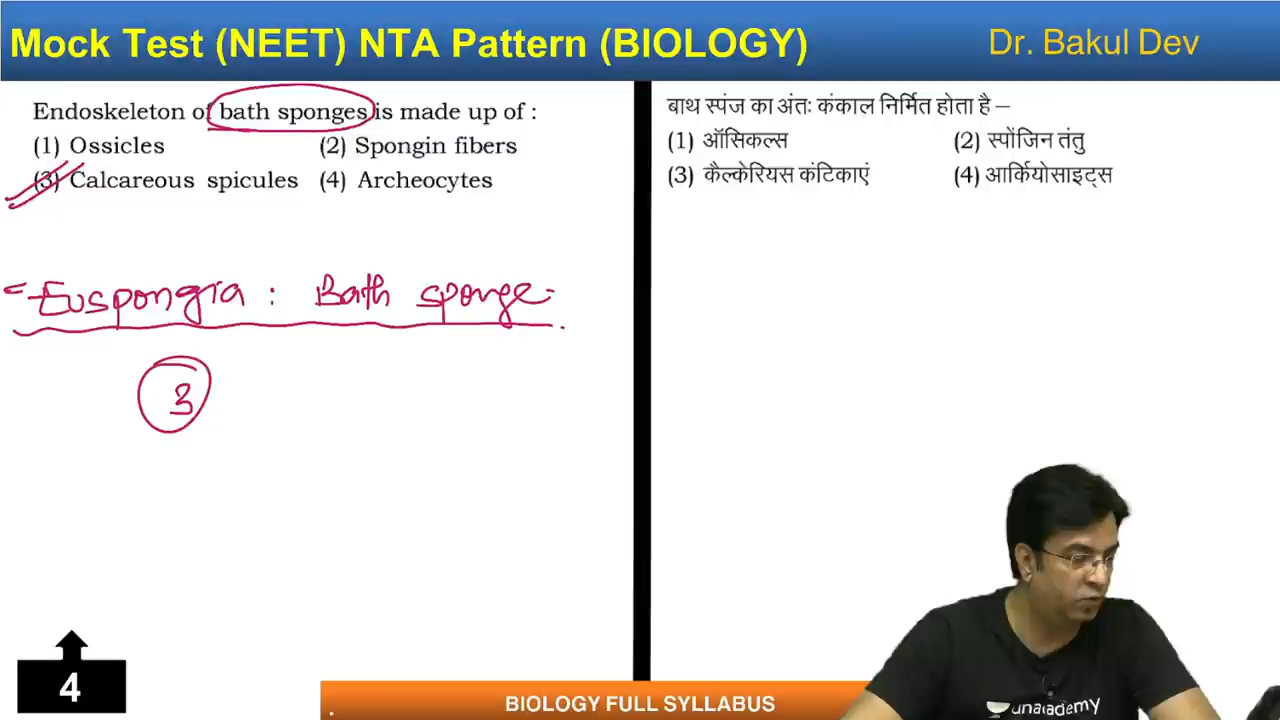 Mock Test (NEET) NTA Pattern (BIOLOGY)
Dr. Bakul Dev
Endoskeleton of bath sponges is made up of :
(1) Ossicles (2) Spongin fibers
(3) Calcareous spicules (4) Archeocytes
Euspongia : Bath sponge
3
बाथ स्पंज का अंतः कंकाल निर्मित होता है –
(1) ऑसिकल्स (2) स्पोंजिन तंतु
(3) कैल्केरियस कंटिकाएं (4) आर्कियोसाइट्स
4
BIOLOGY FULL SYLLABUS
unacademy